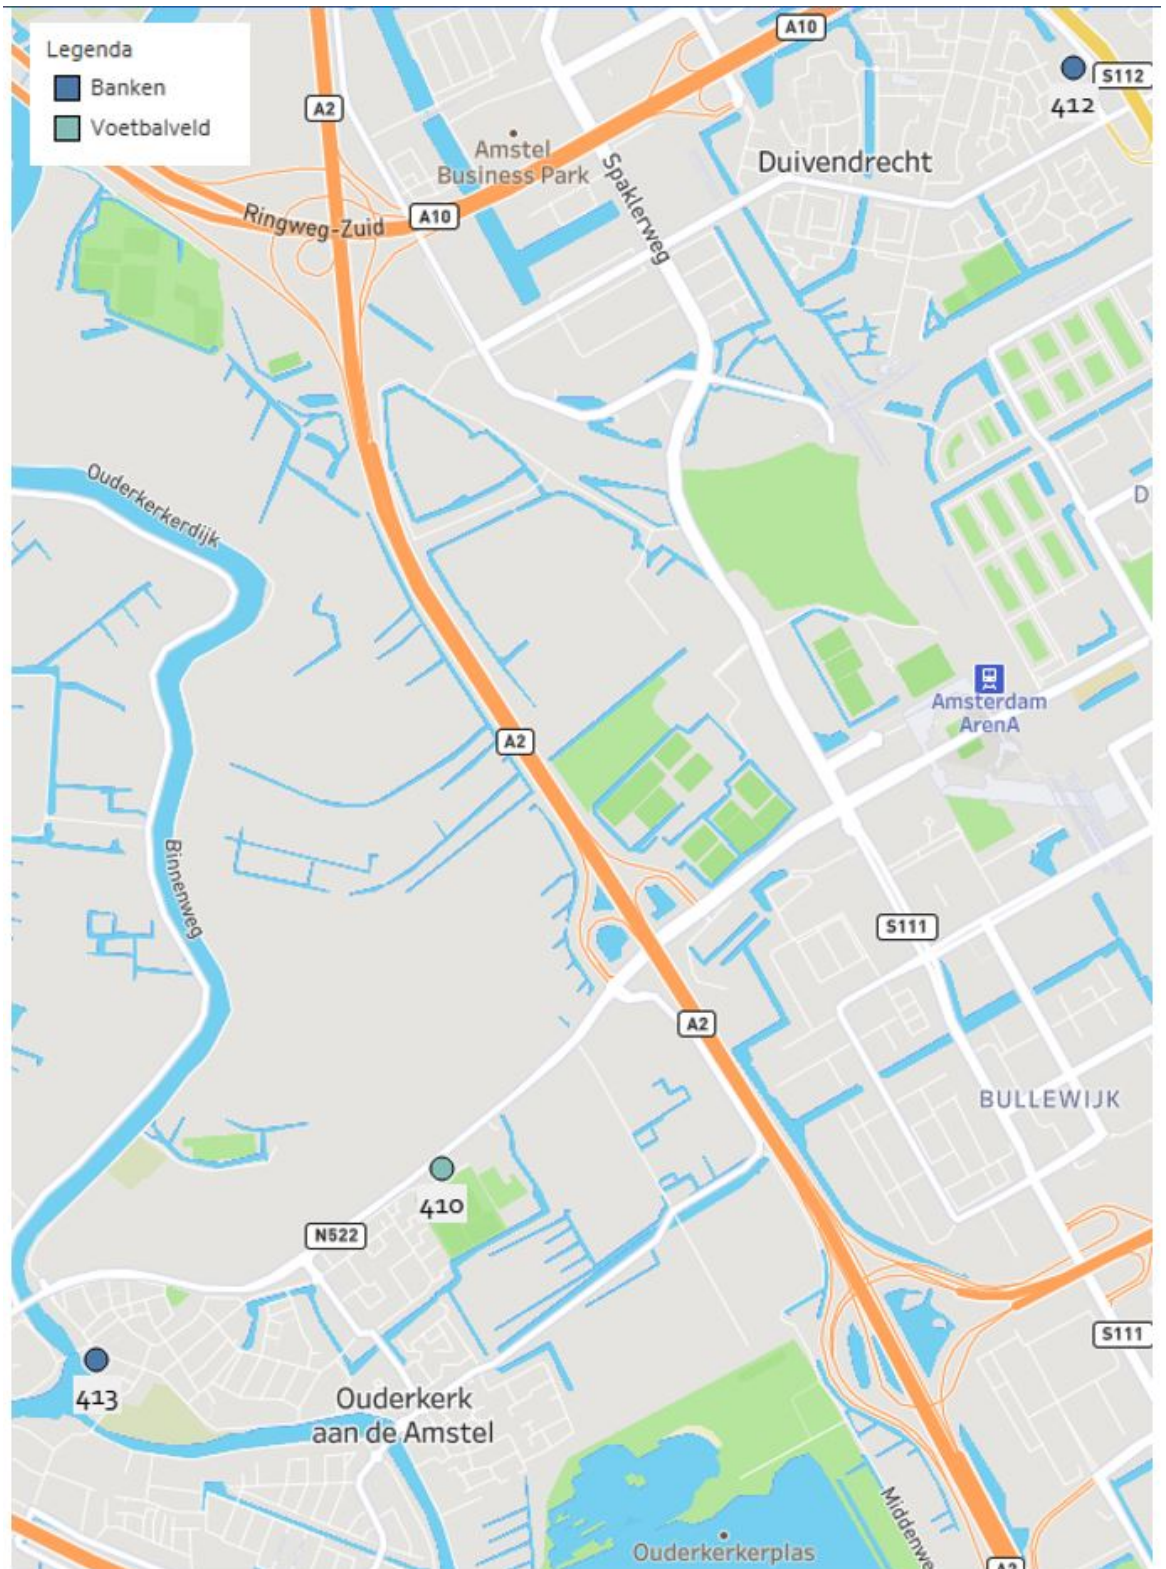 Legenda
Banken
Voetbalveld
A10
A2
S112
412
Amstel
Business Park
Duivendrecht
Spaklerweg
Ringweg-Zuid
A10
Ouderkerkerdijk
D
Amsterdam
ArenA
A2
Binnenweg
S111
A2
BULLEWIJK
410
N522
S111
413
Ouderkerk
aan de Amstel
Middenwe
Ouderkerkerplas
A2